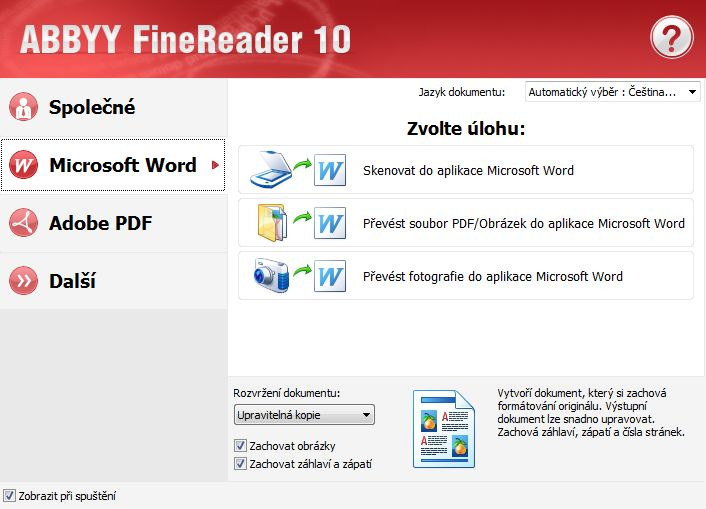 ABBYY FineReader 10
?
Společné
Microsoft Word
Adobe PDF
Další
Jazyk dokumentu: Automatický výběr : Čeština...
Zvolte úlohu:
Skenovat do aplikace Microsoft Word
Převést soubor PDF/Obrázek do aplikace Microsoft Word
Převést fotografie do aplikace Microsoft Word
Rozvržení dokumentu:
Upravitelná kopie
Zachovat obrázky
Zachovat záhlaví a zápatí
Vytvoří dokument, který si zachová
formátování originálu. Výstupní
dokument lze snadno upravovat.
Zachová záhlaví, zápatí a čísla stránek.
Zobrazit při spuštění